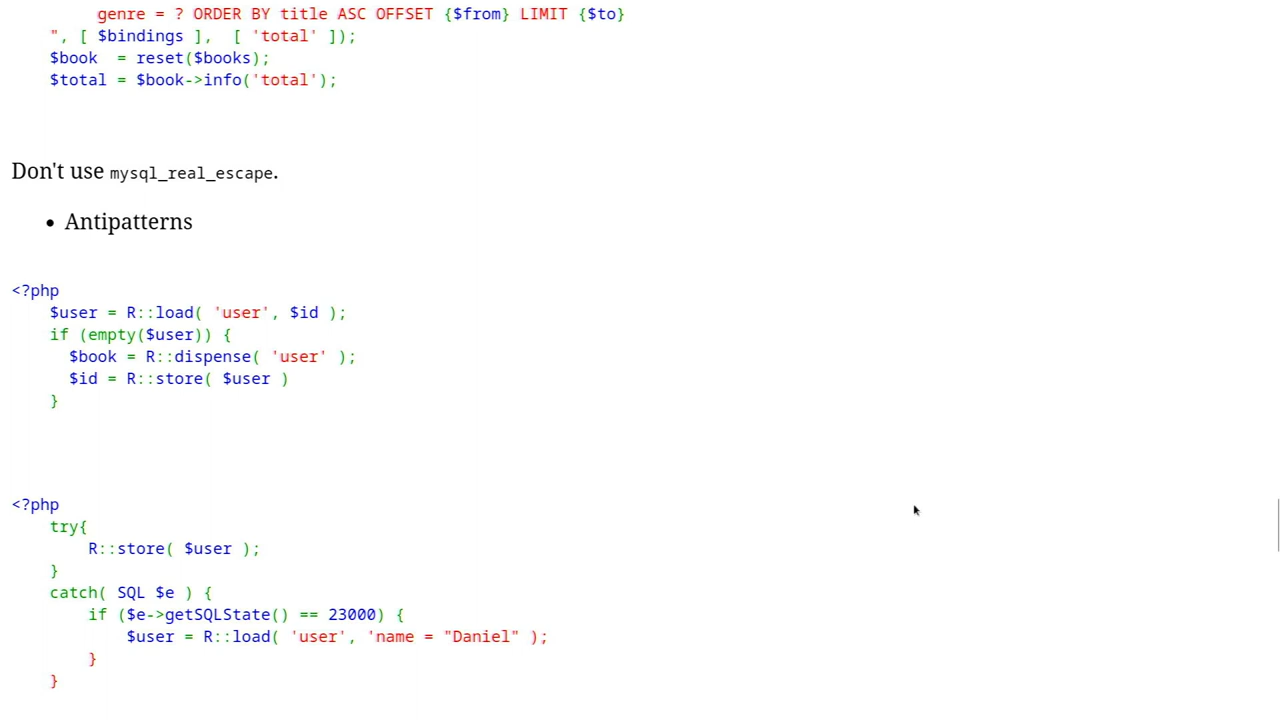 genre = ? ORDER BY title ASC OFFSET {$from} LIMIT {$to}
", [ $bindings ],  [ 'total' ]);
$book  = reset($books);
$total = $book->info('total');
Don't use mysql_real_escape.
• Antipatterns
<?php
$user = R::load( 'user', $id );
if (empty($user)) {
$book = R::dispense( 'user' );
$id = R::store( $user )
}
<?php
try{
R::store( $user );
}
catch( SQL $e ) {
if ($e->getSQLState() == 23000) {
$user = R::load( 'user', 'name = "Daniel" );
}
}